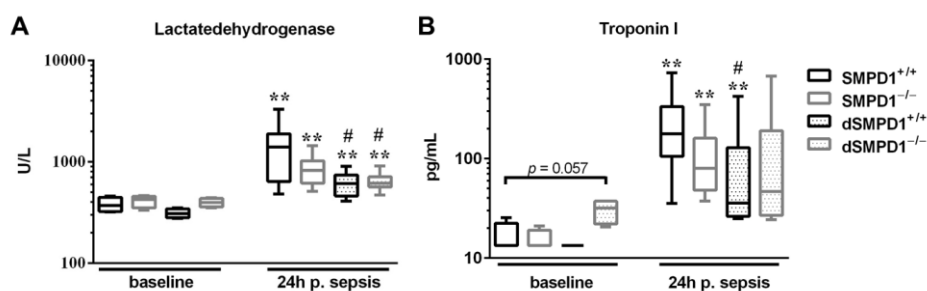 A
Lactatedehydrogenase
U/L
10000
1000
100
**
**
#
**
#
**
baseline
24h p. sepsis
B
Troponin I
pg/mL
1000
100
10
p = 0.057
**
**
#
**
baseline
24h p. sepsis
SMPD1+/+
SMPD1−/−
dSMPD1+/+
dSMPD1−/−